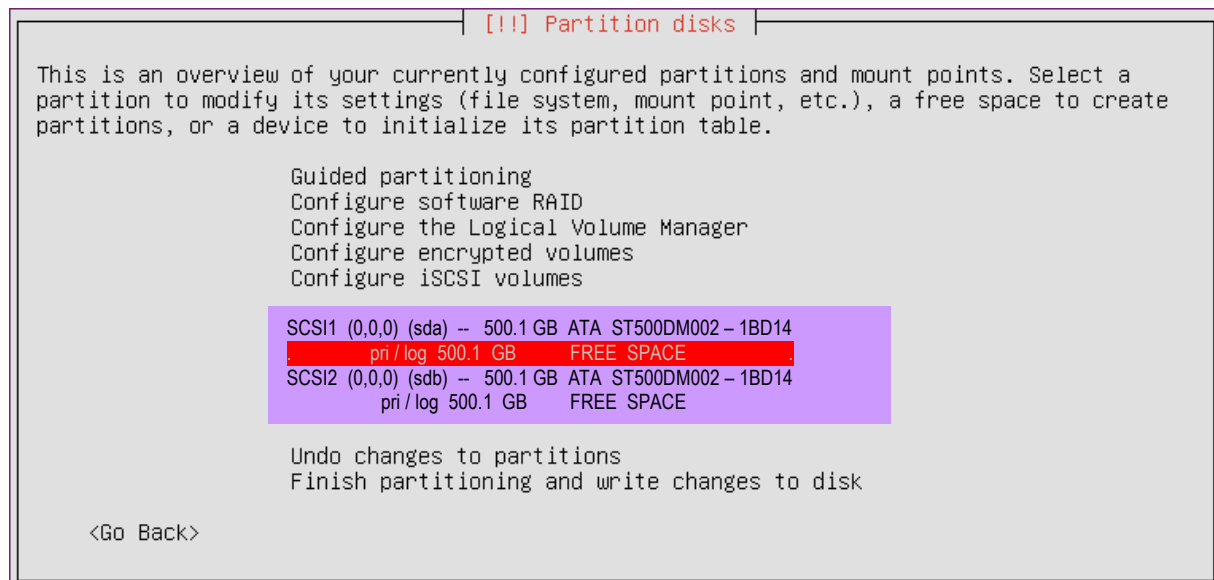 [!!] Partition disks
This is an overview of your currently configured partitions and mount points. Select a
partition to modify its settings (file system, mount point, etc.), a free space to create
partitions, or a device to initialize its partition table.
Guided partitioning
Configure software RAID
Configure the Logical Volume Manager
Configure encrypted volumes
Configure iSCSI volumes
SCSI1 (0,0,0) (sda) -- 500.1 GB ATA ST500DM002 – 1BD14
. pri / log 500.1 GB FREE SPACE .
SCSI2 (0,0,0) (sdb) -- 500.1 GB ATA ST500DM002 – 1BD14
pri / log 500.1 GB FREE SPACE
Undo changes to partitions
Finish partitioning and write changes to disk
<Go Back>